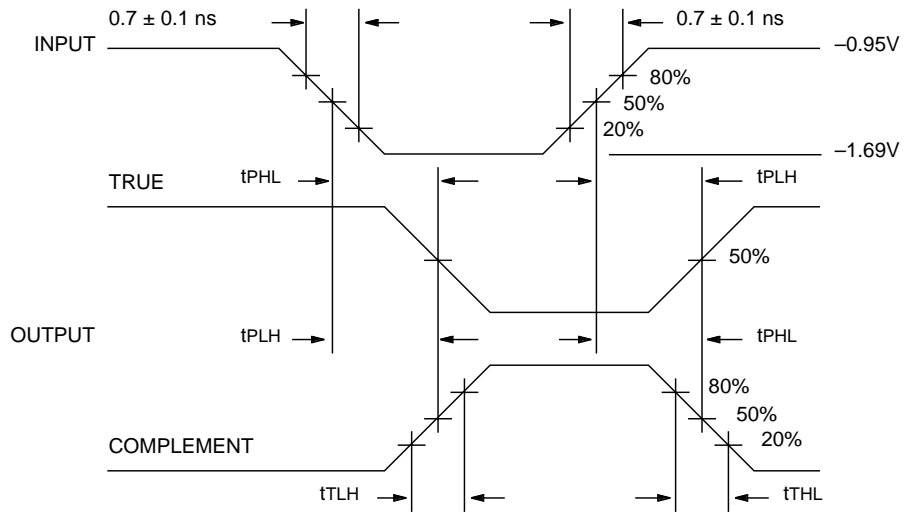 0.7 ± 0.1 ns
0.7 ± 0.1 ns
INPUT
–0.95V
80%
50%
20%
–1.69V
tPHL
tPLH
TRUE
50%
OUTPUT
tPLH
tPHL
80%
50%
20%
COMPLEMENT
tTLH
tTHL